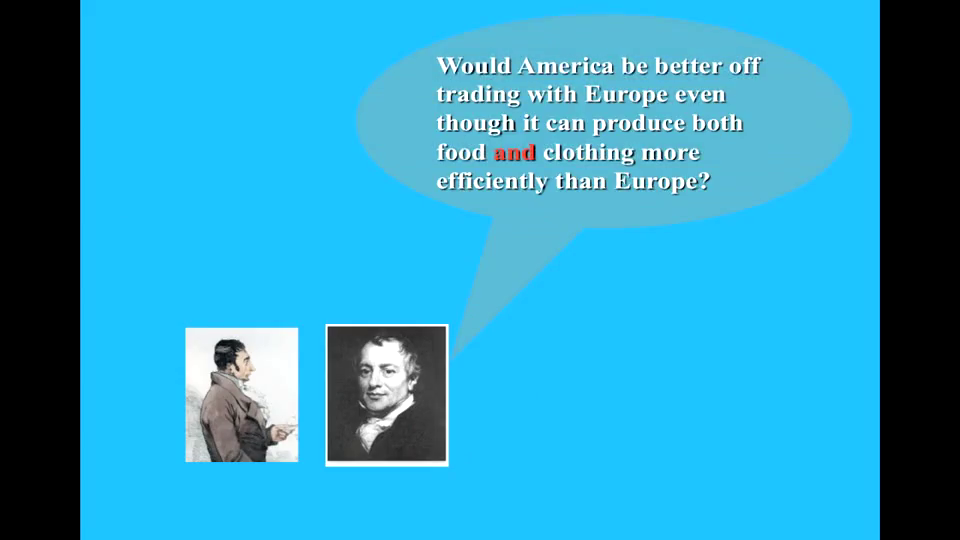 Would America be better off
trading with Europe even
though it can produce both
food and clothing more
efficiently than Europe?